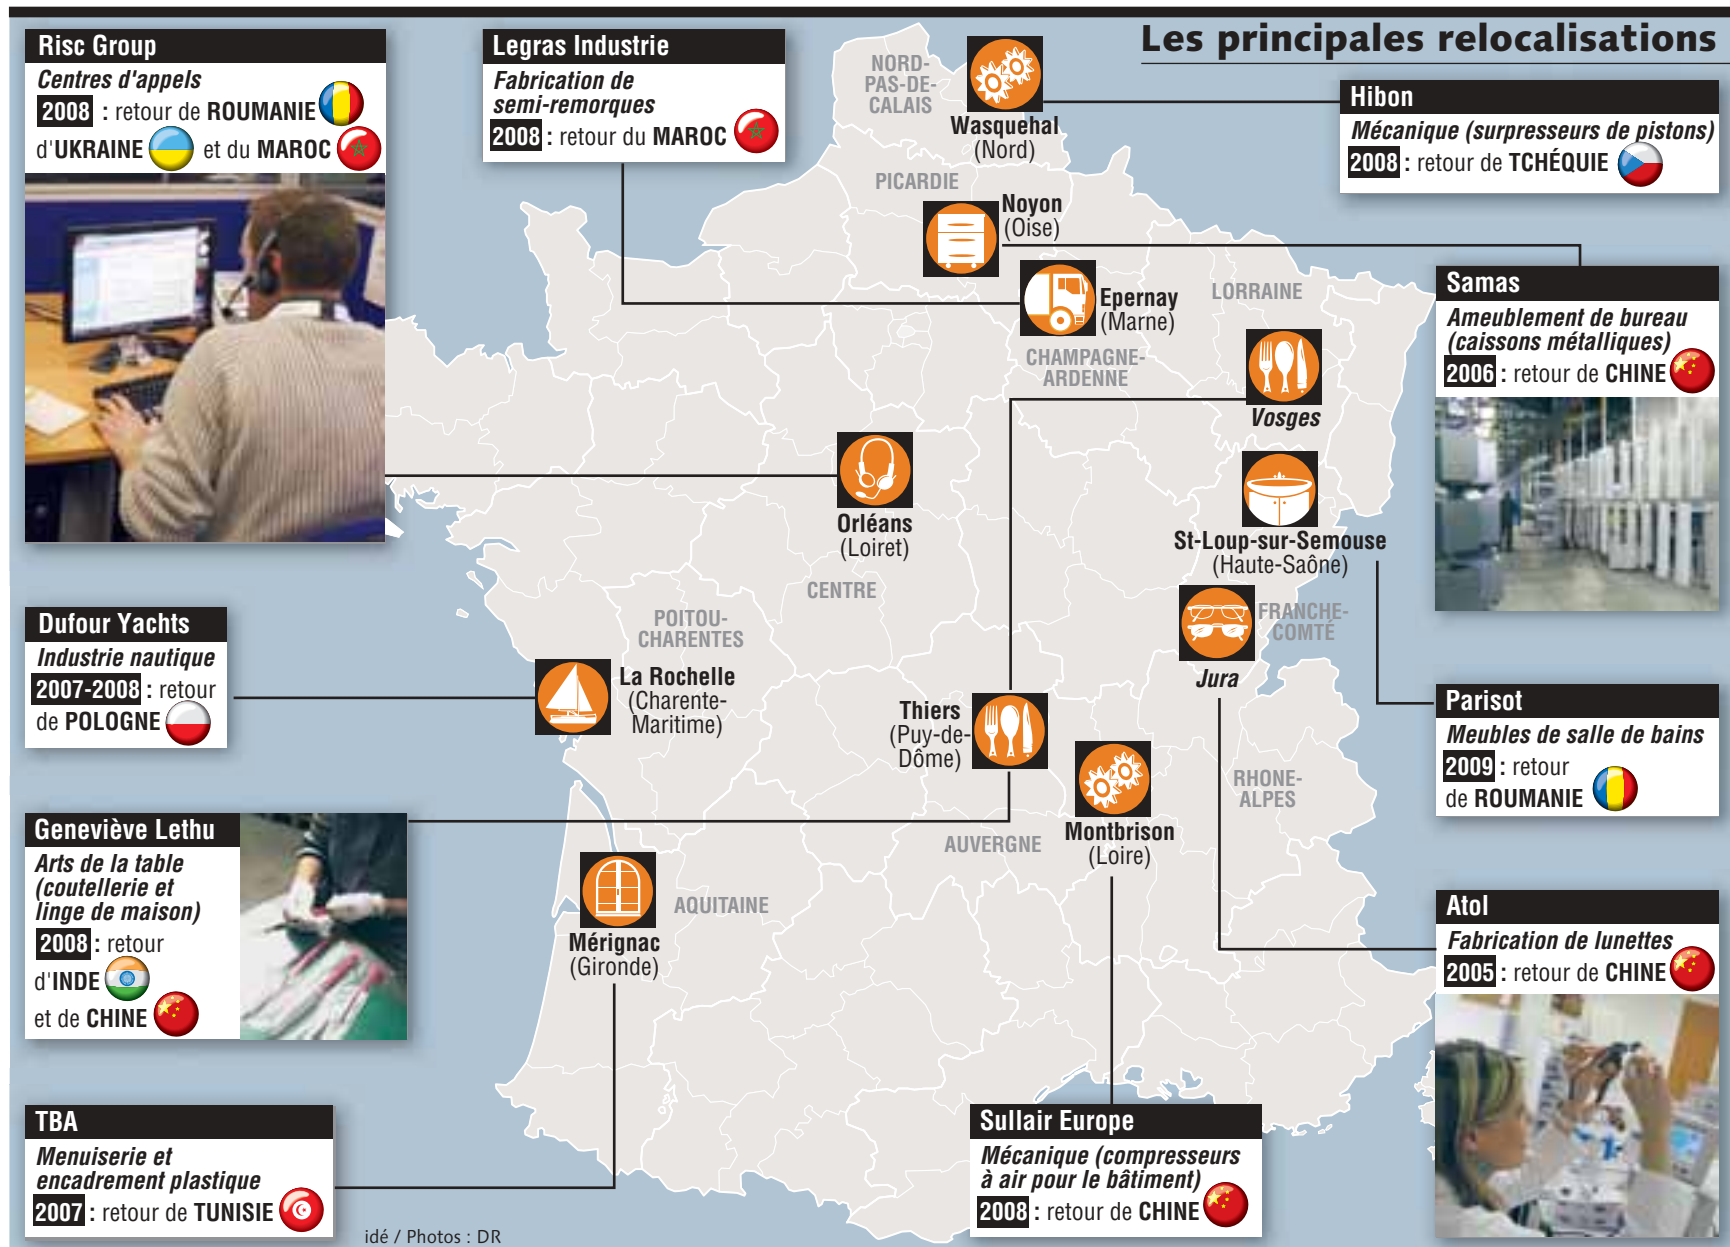 Les principales relocalisations
Risc Group
Centres d'appels
2008 : retour de ROUMANIE
d'UKRAINE et du MAROC
Legras Industrie
Fabrication de
semi-remorques
2008 : retour du MAROC
Hibon
Mécanique (surpresseurs de pistons)
2008 : retour de TCHÉQUIE
Samas
Ameublement de bureau
(caissons métalliques)
2006 : retour de CHINE
Dufour Yachts
Industrie nautique
2007-2008 : retour
de POLOGNE
Parisot
Meubles de salle de bains
2009 : retour
de ROUMANIE
Geneviève Lethu
Arts de la table
(coutellerie et
linge de maison)
2008 : retour
d'INDE
et de CHINE
Atol
Fabrication de lunettes
2005 : retour de CHINE
TBA
Menuiserie et
encadrement plastique
2007 : retour de TUNISIE
Sullair Europe
Mécanique (compresseurs
à air pour le bâtiment)
2008 : retour de CHINE
NORD-
PAS-DE-
CALAIS
Wasquehal
(Nord)
PICARDIE
Noyon
(Oise)
Epernay
(Marne)
LORRAINE
CHAMPAGNE-
ARDENNE
Vosges
Orléans
(Loiret)
St-Loup-sur-Semouse
(Haute-Saône)
CENTRE
POITOU-
CHARENTES
FRANCHE-
COMTÉ
Jura
La Rochelle
(Charente-
Maritime)
Thiers
(Puy-de-
Dôme)
RHONE-
ALPES
Montbrison
(Loire)
AUVERGNE
AQUITAINE
Mérignac
(Gironde)
idé / Photos : DR